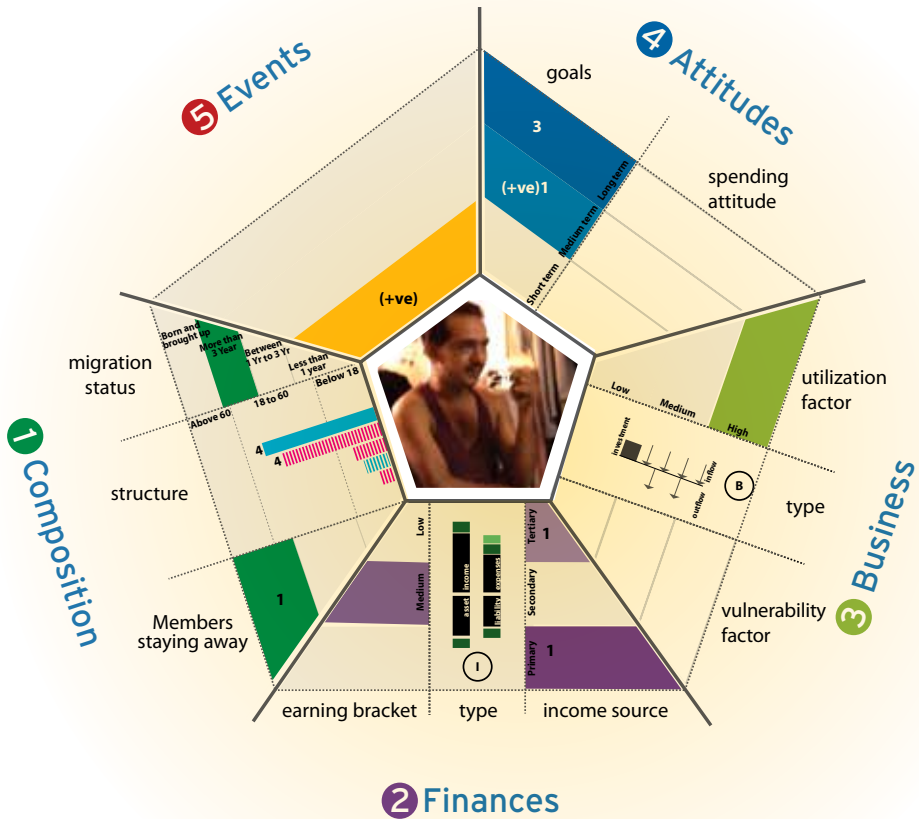 5 Events
(+ve)
4 Attitudes
goals
3
(+ve)1
Long term
Medium term
Short term
spending
attitude
utilization
factor
Low
Medium
High
investment
inflow
outflow
B
type
3 Business
vulnerability
factor
1 Composition
migration
status
Born and
brought up
More than
3 Year
Between
1 Yr to 3 Yr
Less than
1 year
Above 60
18 to 60
Below 18
4
4
structure
1
Members
staying away
Low
Medium
income
expenses
asset
liability
I
Tertiary
1
Secondary
Primary
1
earning bracket
type
income source
2 Finances